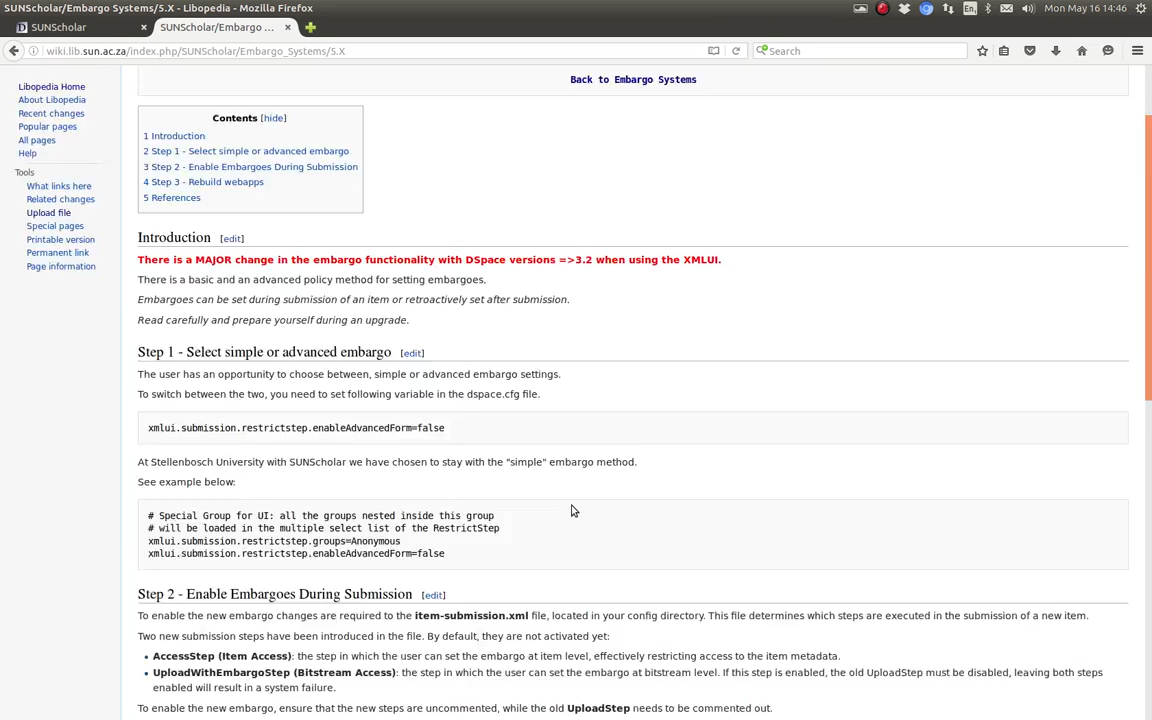 SUNScholar/Embargo Systems/5.X - Libopedia - Mozilla Firefox
En
Mon May 16 14:46
SUNScholar
SUNScholar/Embargo ...
wiki.lib.sun.ac.za/index.php/SUNScholar/Embargo_Systems/5.X
Search
Libopedia Home
About Libopedia
Recent changes
Popular pages
All pages
Help
Tools
What links here
Related changes
Upload file
Special pages
Printable version
Permanent link
Page information
Back to Embargo Systems
Contents [hide]
1 Introduction
2 Step 1 - Select simple or advanced embargo
3 Step 2 - Enable Embargoes During Submission
4 Step 3 - Rebuild webapps
5 References
Introduction [edit]
There is a MAJOR change in the embargo functionality with DSpace versions =>3.2 when using the XMLUI.
There is a basic and an advanced policy method for setting embargoes.
Embargoes can be set during submission of an item or retroactively set after submission.
Read carefully and prepare yourself during an upgrade.
Step 1 - Select simple or advanced embargo [edit]
The user has an opportunity to choose between, simple or advanced embargo settings.
To switch between the two, you need to set following variable in the dspace.cfg file.
xmlui.submission.restrictstep.enableAdvancedForm=false
At Stellenbosch University with SUNScholar we have chosen to stay with the "simple" embargo method.
See example below:
# Special Group for UI: all the groups nested inside this group
# will be loaded in the multiple select list of the RestrictStep
xmlui.submission.restrictstep.groups=Anonymous
xmlui.submission.restrictstep.enableAdvancedForm=false
Step 2 - Enable Embargoes During Submission [edit]
To enable the new embargo changes are required to the item-submission.xml file, located in your config directory. This file determines which steps are executed in the submission of a new item.
Two new submission steps have been introduced in the file. By default, they are not activated yet:
AccessStep (Item Access): the step in which the user can set the embargo at item level, effectively restricting access to the item metadata.
UploadWithEmbargoStep (Bitstream Access): the step in which the user can set the embargo at bitstream level. If this step is enabled, the old UploadStep must be disabled, leaving both steps
enabled will result in a system failure.
To enable the new embargo, ensure that the new steps are uncommented, while the old UploadStep needs to be commented out.